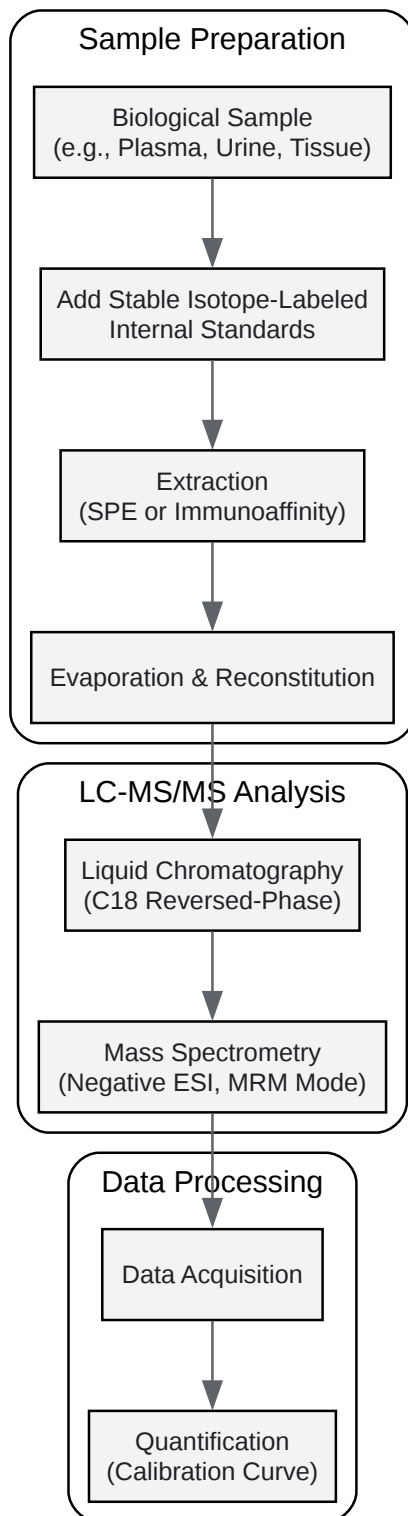 Sample Preparation
Biological Sample
(e.g., Plasma, Urine, Tissue)
Add Stable Isotope-Labeled
Internal Standards
Extraction
(SPE or Immunoaffinity)
Evaporation & Reconstitution
LC-MS/MS Analysis
Liquid Chromatography
(C18 Reversed-Phase)
Mass Spectrometry
(Negative ESI, MRM Mode)
Data Processing
Data Acquisition
Quantification
(Calibration Curve)